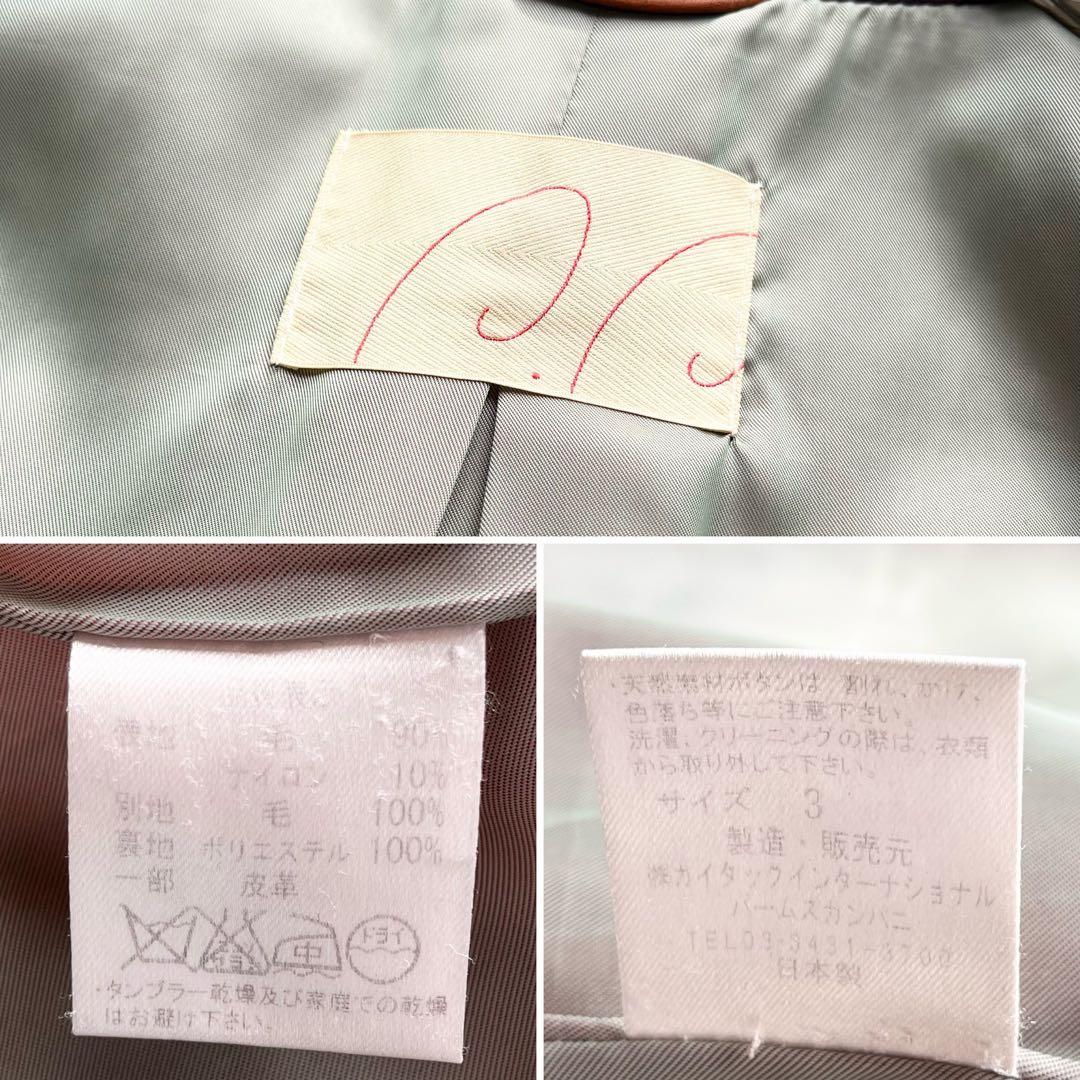 P.P
表地 毛 90%
ナイロン 10%
別地 毛 100%
裏地 ポリエステル 100%
一部 皮革
ドライ
・タンブラー乾燥及び家庭での乾燥
はお避け下さい。
・天然素材ボタンは、割れ、かけ、
色落ち等にご注意下さい。
洗濯、クリーニングの際は、衣類
から取り外して下さい。
サイズ 3
製造・販売元
㈱カイタックインターナショナル
パームスカンパニ
TEL03-3431-
日本製